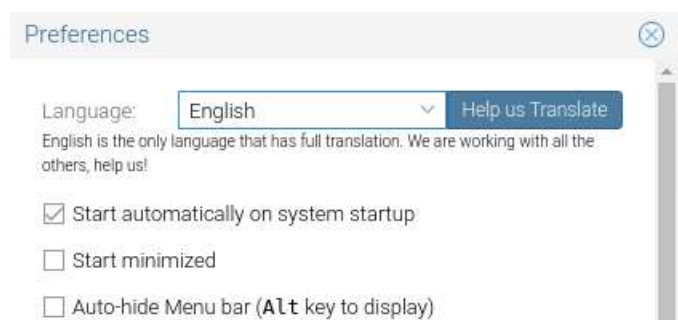 Preferences
Language: English Help us Translate
English is the only language that has full translation. We are working with all the
others, help us!
Start automatically on system startup
Start minimized
Auto-hide Menu bar (Alt key to display)